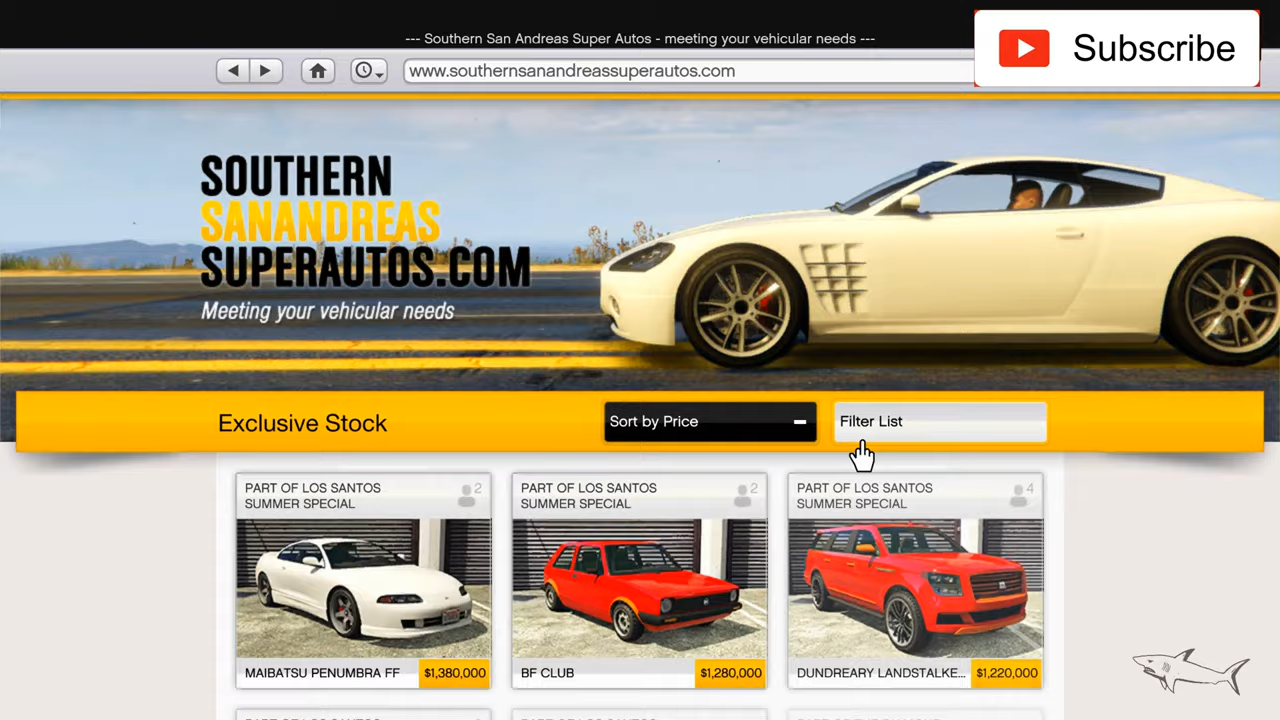 --- Southern San Andreas Super Autos - meeting your vehicular needs ---
Subscribe
www.southernsanandreassuperautos.com
SOUTHERN
SANANDREAS
SUPERAUTOS.COM
Meeting your vehicular needs
Exclusive Stock
Sort by Price
Filter List
PART OF LOS SANTOS
SUMMER SPECIAL
2
MAIBATSU PENUMBRA FF
$1,380,000
PART OF LOS SANTOS
SUMMER SPECIAL
2
BF CLUB
$1,280,000
PART OF LOS SANTOS
SUMMER SPECIAL
4
DUNDREARY LANDSTALKE...
$1,220,000